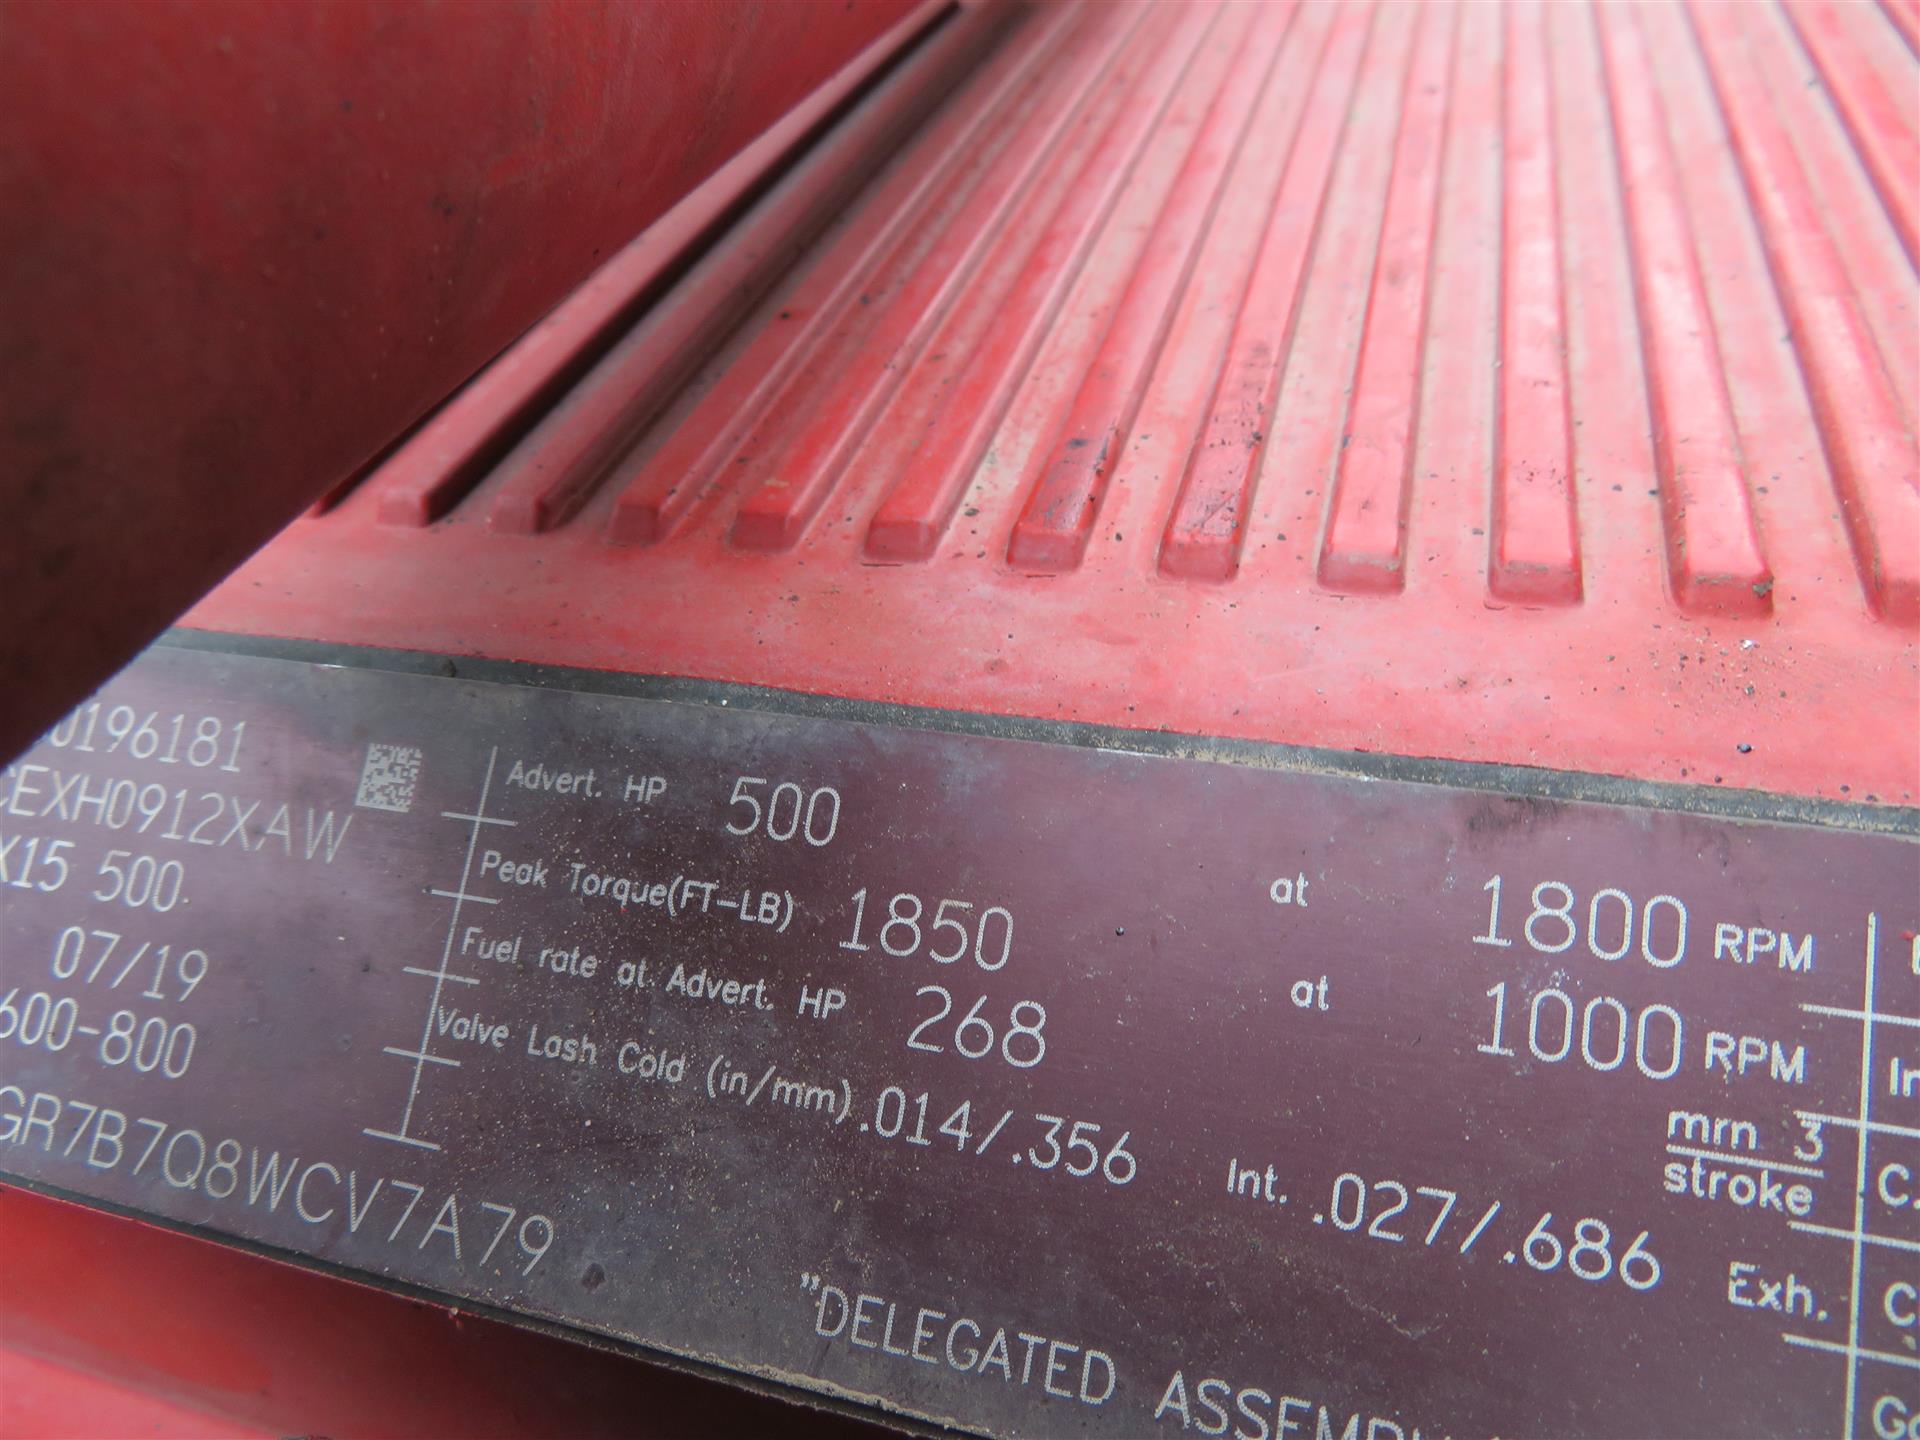 0196181
CEXH0912XAW
X15 500
07/19
600-800
GR7B7Q8WCV7A79
Advert. HP 500 at 1800 RPM
Peak Torque(FT-LB) 1850 at 1000 RPM
Fuel rate at Advert. HP 268 mm 3
stroke
Valve Lash Cold (in/mm) .014/.356 Int. .027/.686 Exh.
"DELEGATED
In
C.
C